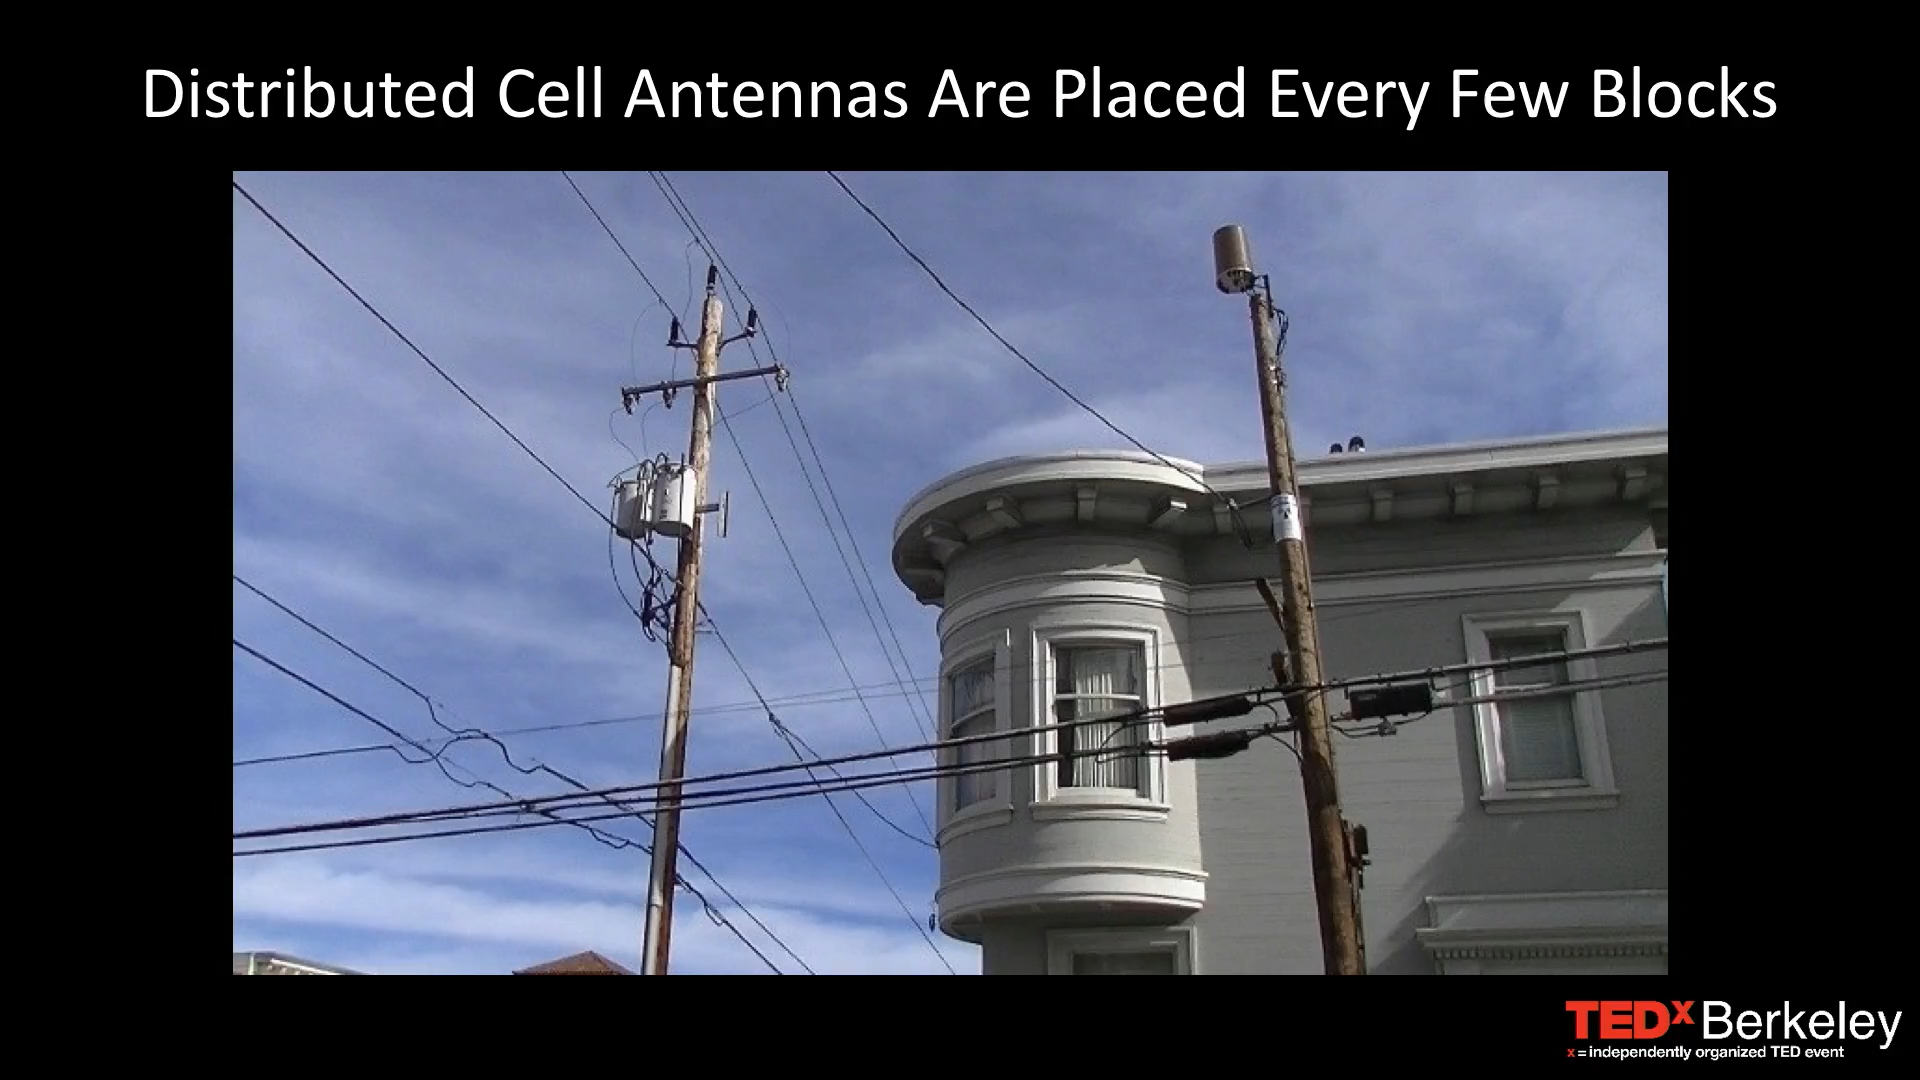 Distributed Cell Antennas Are Placed Every Few Blocks
TEDx Berkeley
x = independently organized TED event